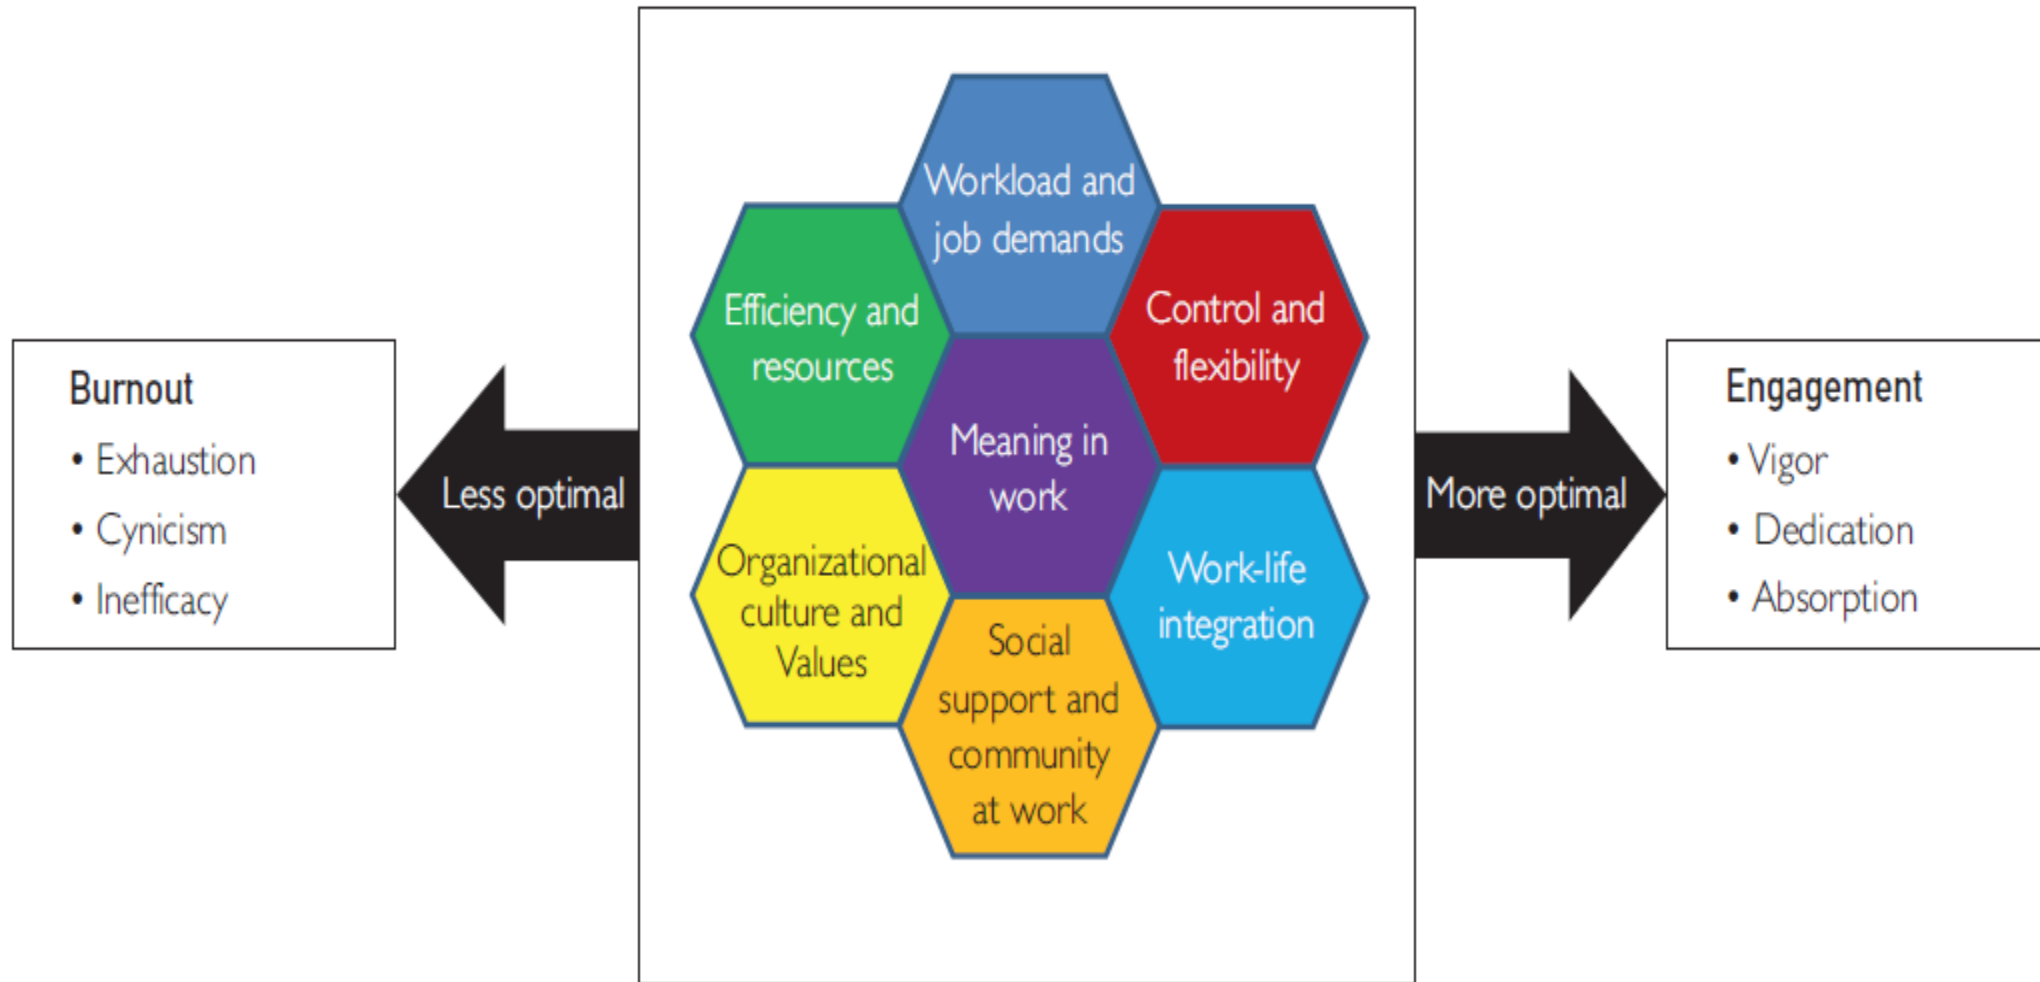 Burnout
• Exhaustion
• Cynicism
• Inefficacy
Less optimal
Workload and
job demands
Efficiency and
resources
Control and
flexibility
Meaning in
work
Organizational
culture and
Values
Work-life
integration
Social
support and
community
at work
More optimal
Engagement
• Vigor
• Dedication
• Absorption